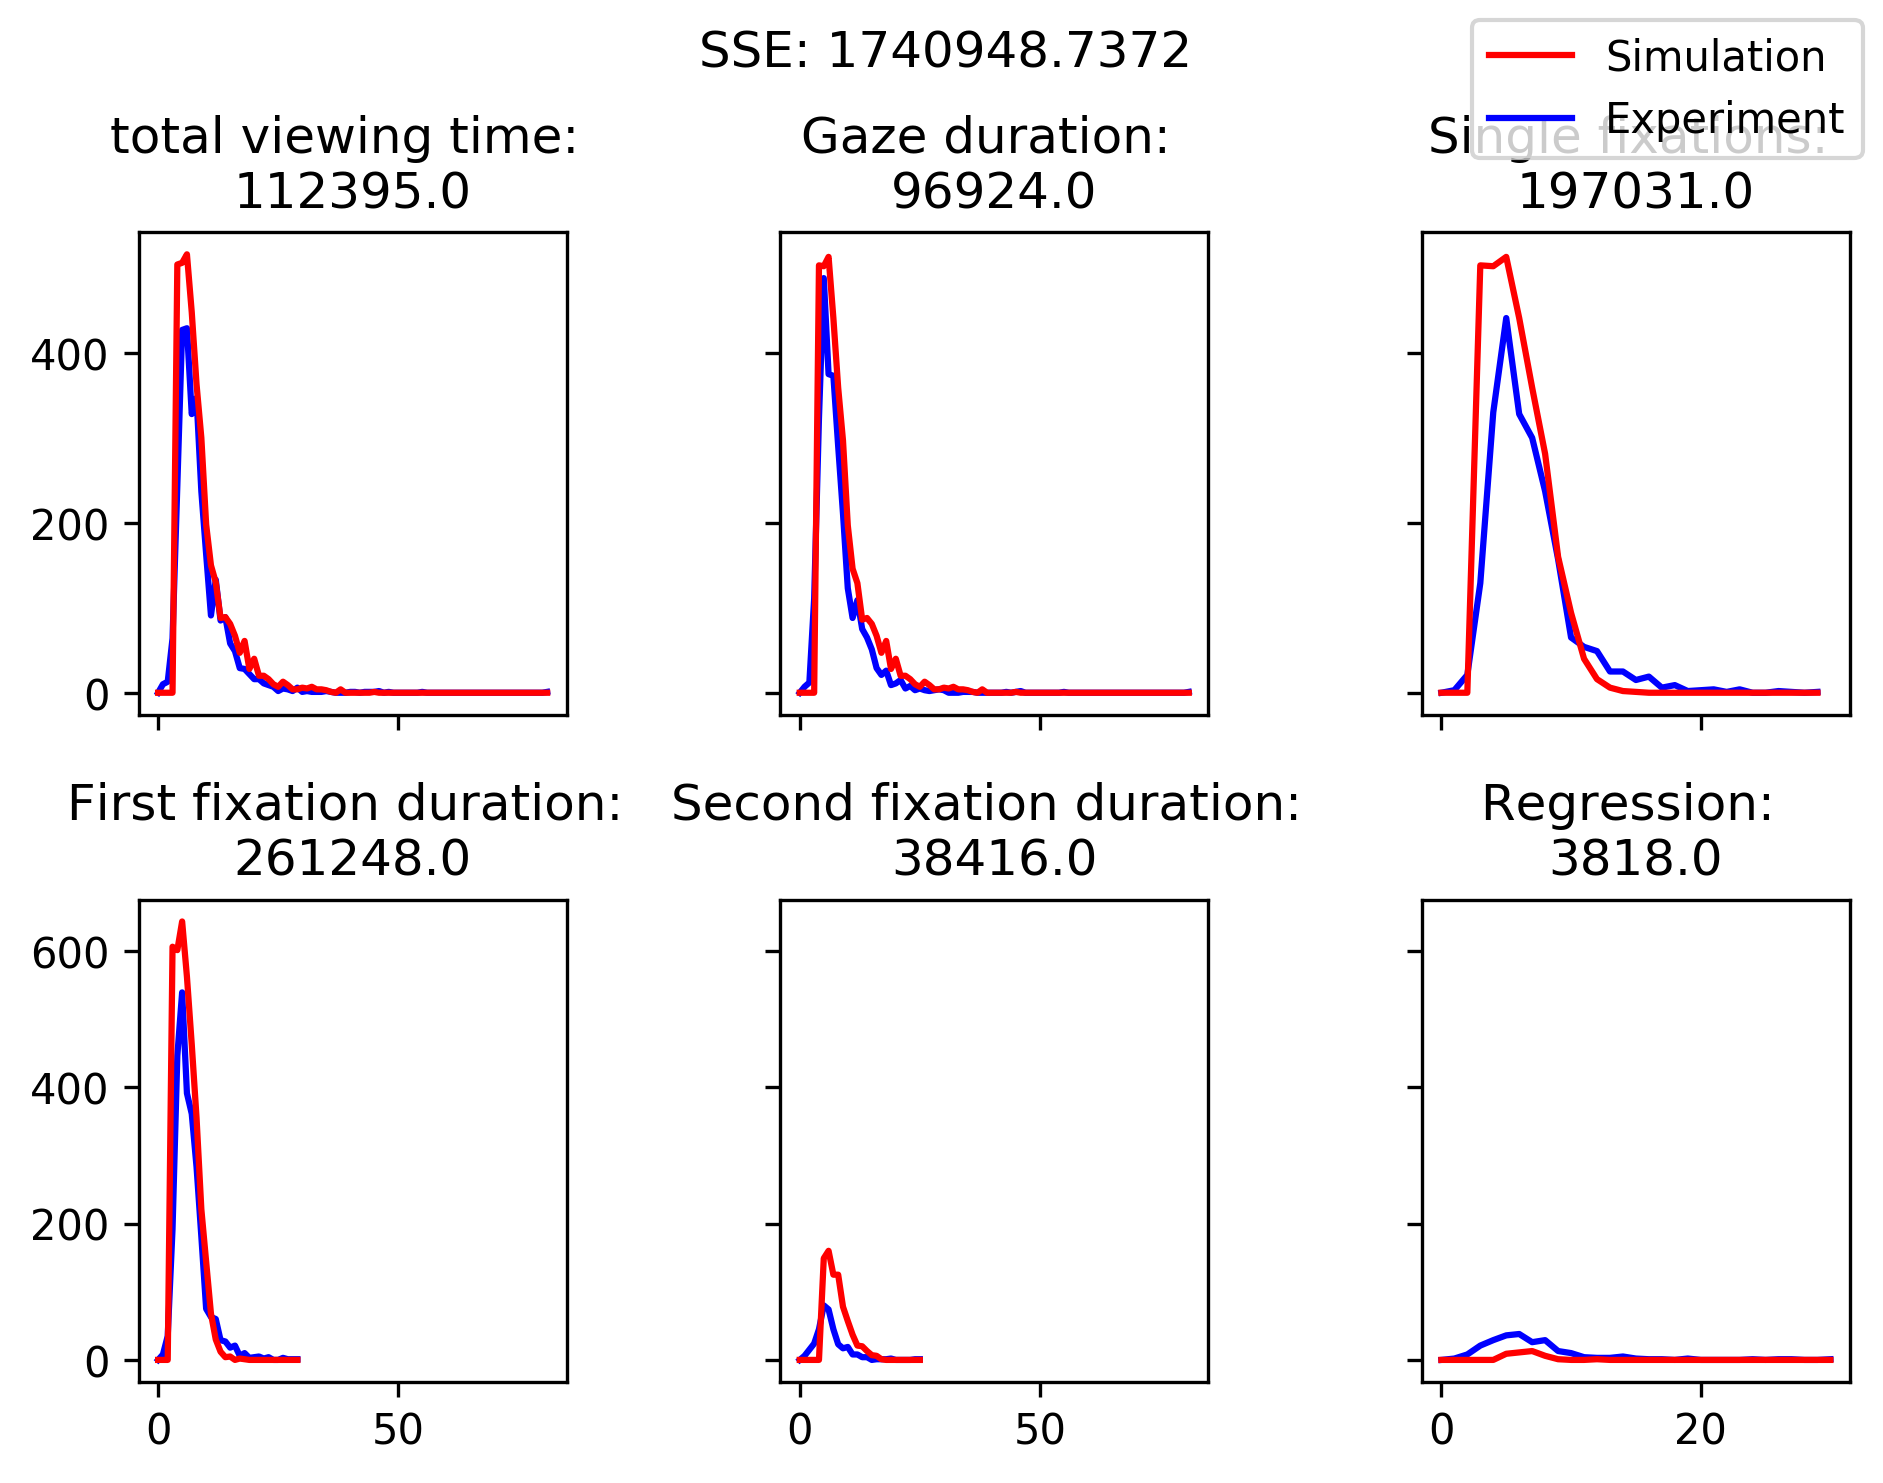 SSE: 1740948.7372
Simulation
Experiment
total viewing time:
112395.0
Gaze duration:
96924.0
Single fixations:
197031.0
400
200
0
First fixation duration:
261248.0
Second fixation duration:
38416.0
Regression:
3818.0
600
400
200
0
0
50
0
50
0
20